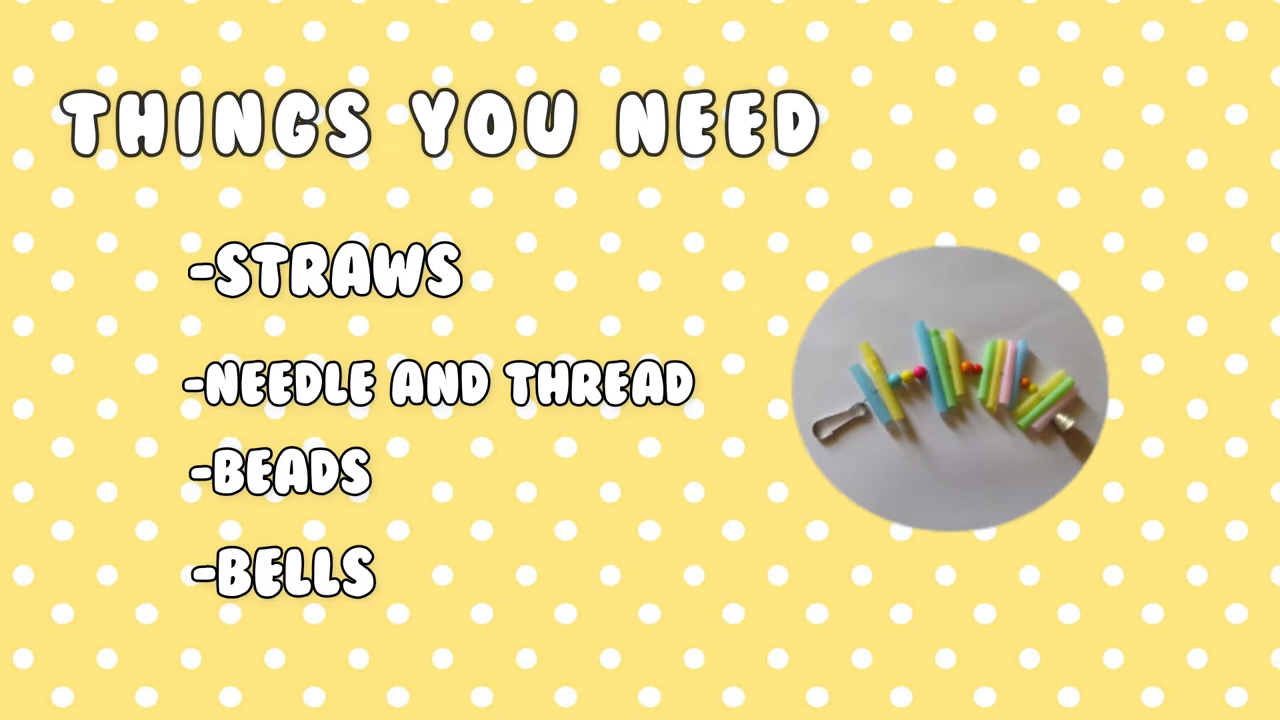 THINGS YOU NEED
-STRAWS
-NEEDLE AND THREAD
-BEADS
-BELLS